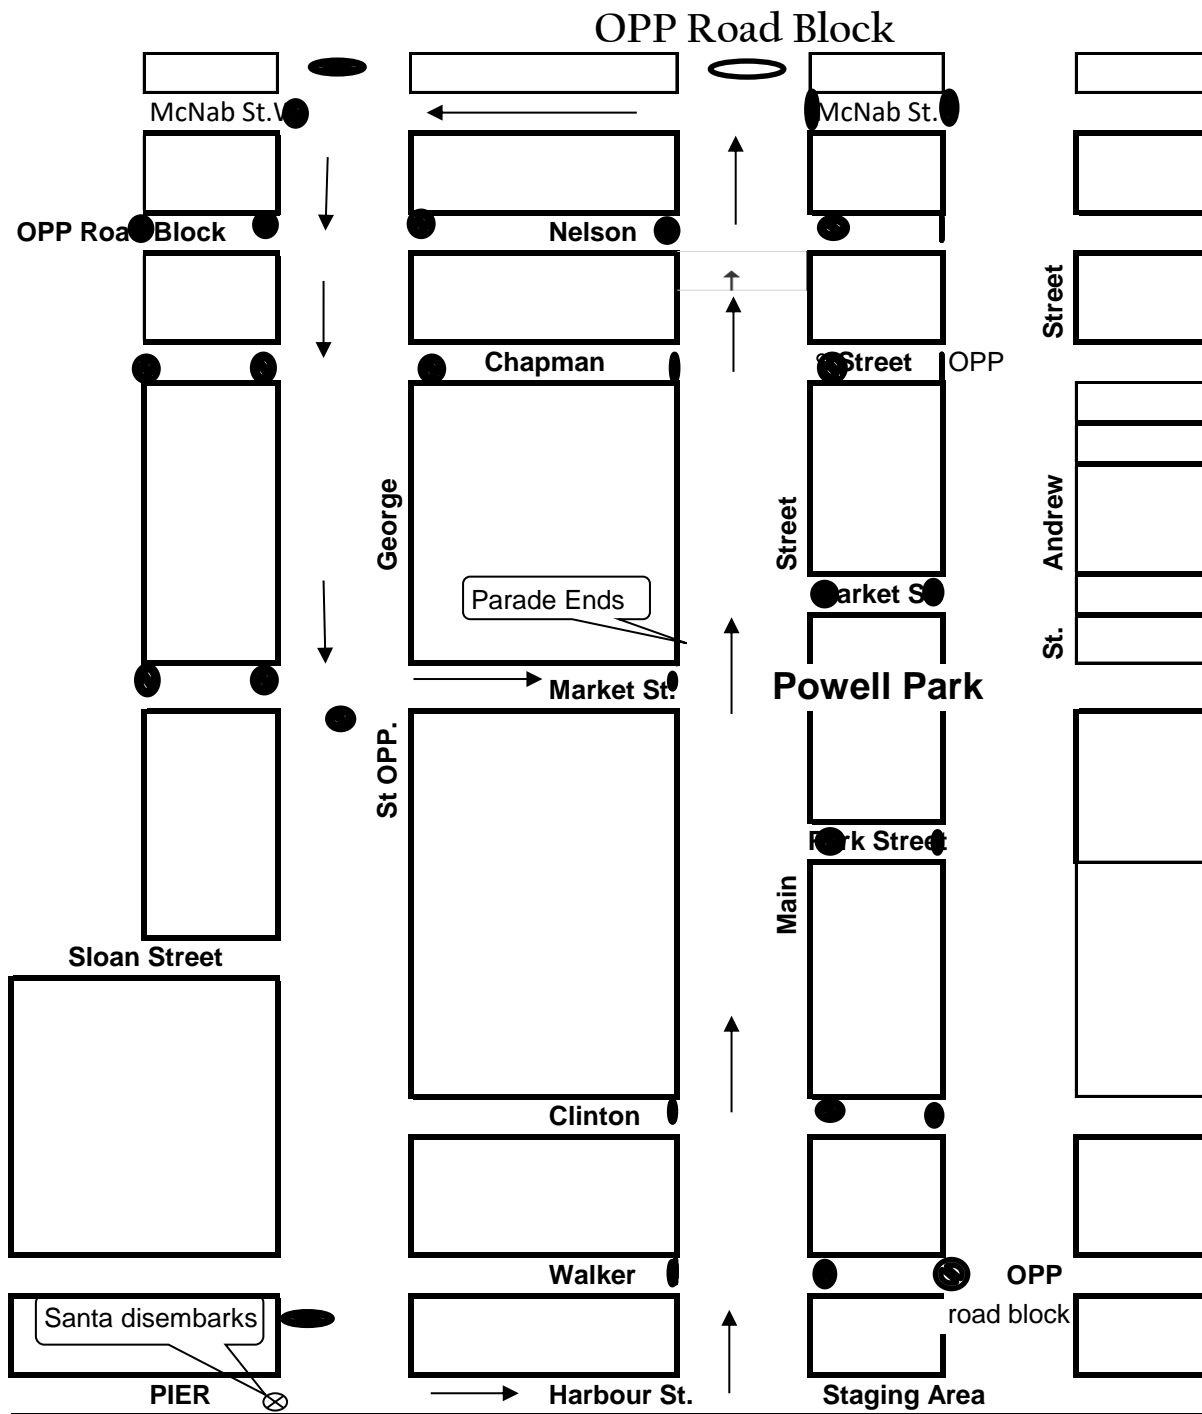 OPP Road Block
McNab St.W
McNab St.
OPP Road Block
Nelson
Street
Chapman
Street
OPP
George
Street
Andrew
Parade Ends
Market St.
St.
Market St.
Powell Park
St OPP.
Park Street
Main
Sloan Street
Clinton
Walker
OPP
road block
Santa disembarks
PIER
Harbour St.
Staging Area